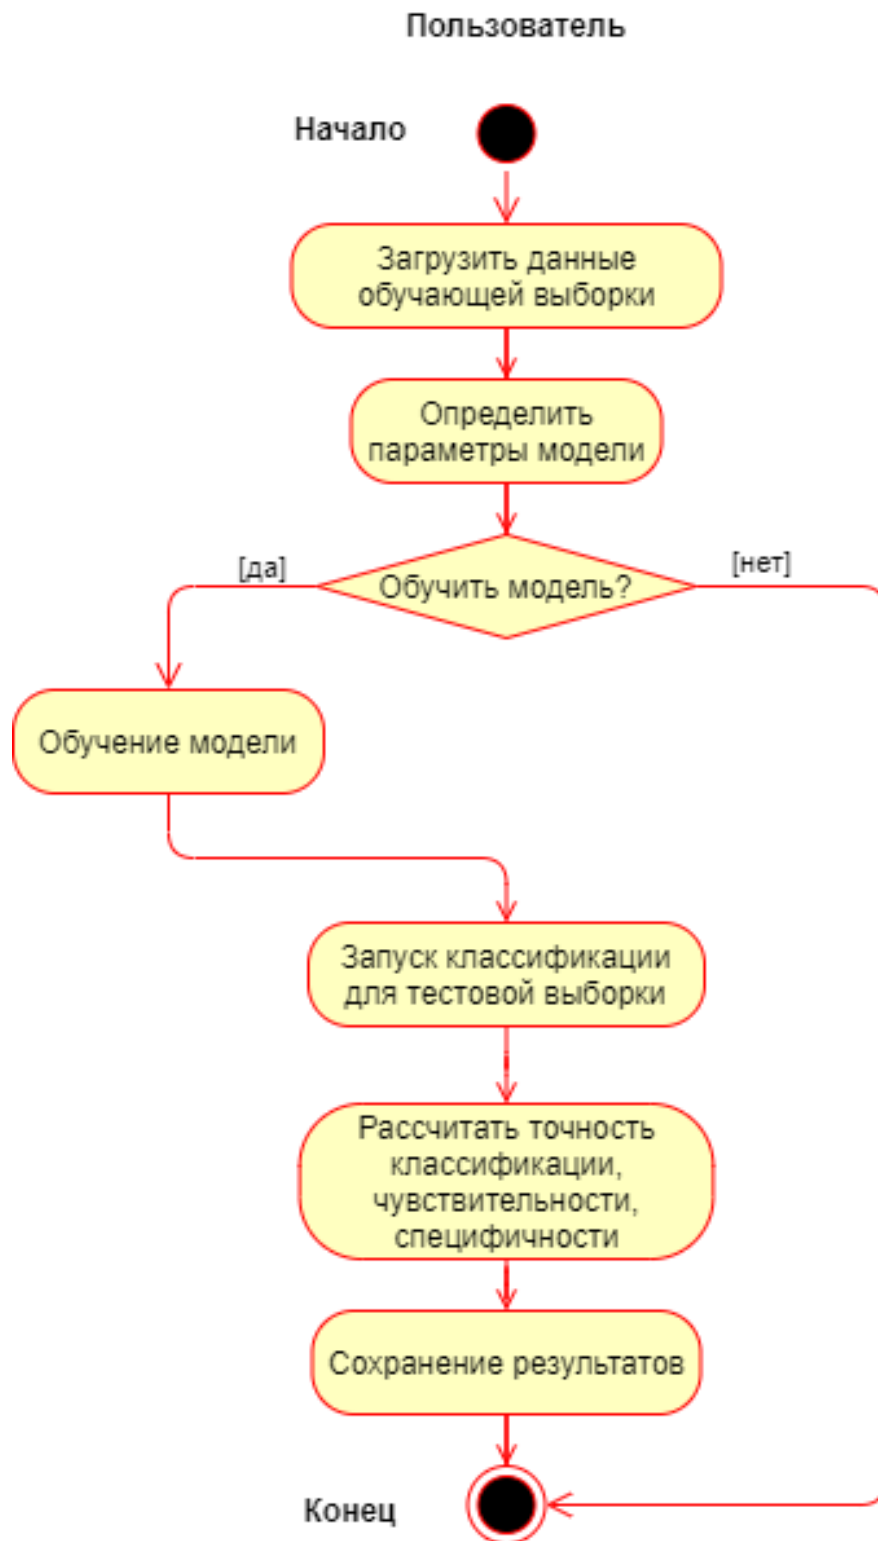 Пользователь
Начало
Загрузить данные
обучающей выборки
Определить
параметры модели
[да]
Обучить модель?
[нет]
Обучение модели
Запуск классификации
для тестовой выборки
Рассчитать точность
классификации,
чувствительности,
специфичности
Сохранение результатов
Конец